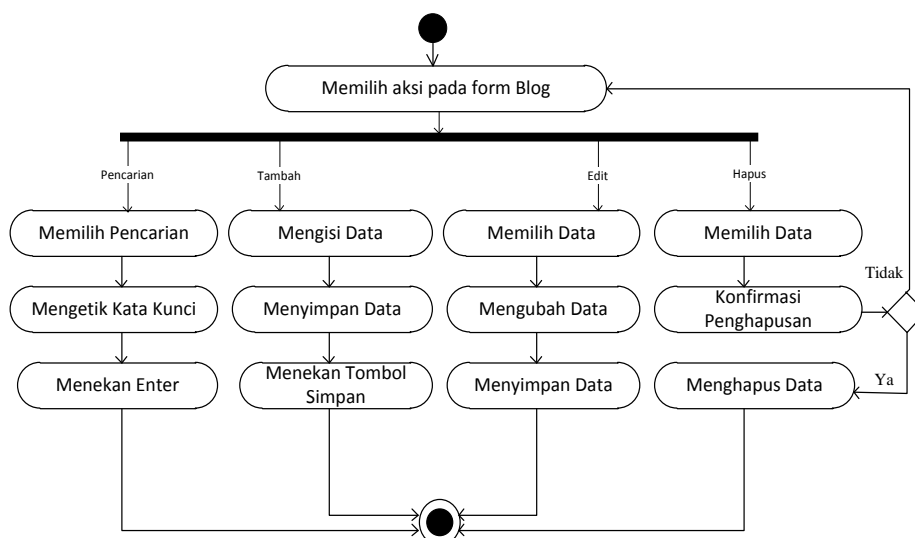 Memilih aksi pada form Blog
Pencarian
Tambah
Edit
Hapus
Memilih Pencarian
Mengisi Data
Memilih Data
Memilih Data
Tidak
Mengetik Kata Kunci
Menyimpan Data
Mengubah Data
Konfirmasi
Penghapusan
Menekan Enter
Menekan Tombol
Simpan
Menyimpan Data
Menghapus Data
Ya